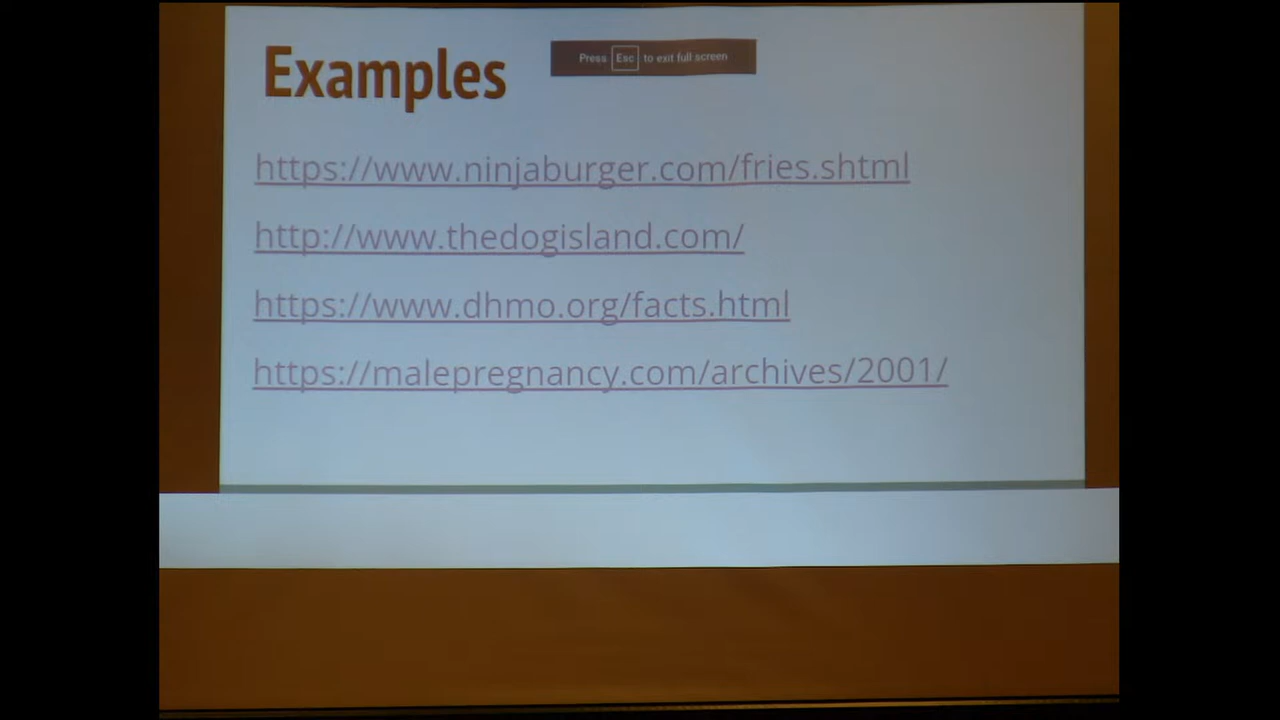 Examples
Press Esc to exit full screen
https://www.ninjaburger.com/fries.shtml
http://www.thedogisland.com/
https://www.dhmo.org/facts.html
https://malepregnancy.com/archives/2001/